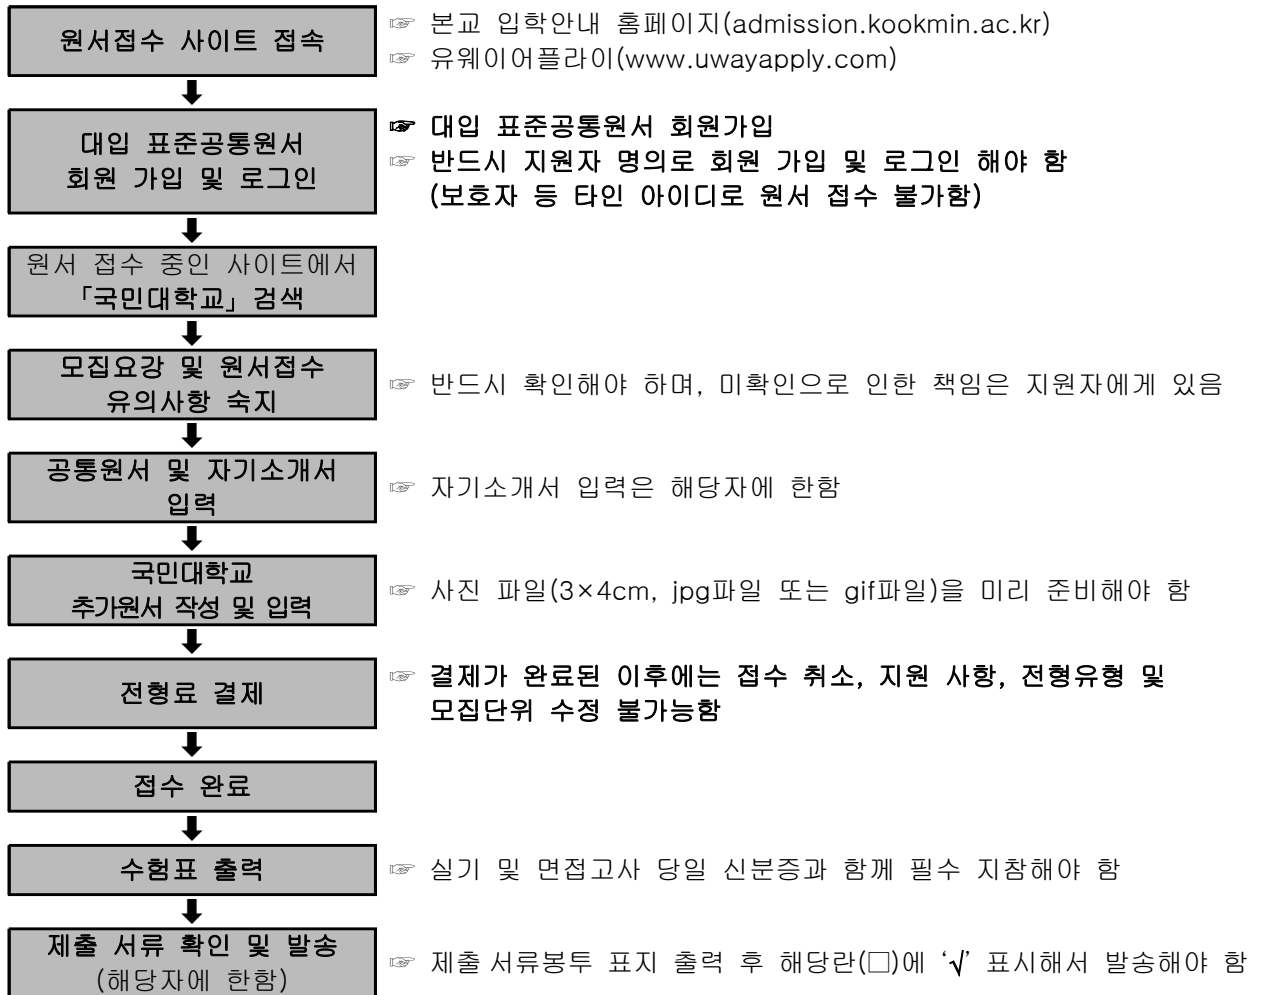 원서접수 사이트 접속
☞ 본교 입학안내 홈페이지(admission.kookmin.ac.kr)
☞ 유웨이어플라이(www.uwayapply.com)
대입 표준공통원서
회원 가입 및 로그인
☞ 대입 표준공통원서 회원가입
☞ 반드시 지원자 명의로 회원 가입 및 로그인 해야 함
(보호자 등 타인 아이디로 원서 접수 불가함)
원서 접수 중인 사이트에서
「국민대학교」 검색
모집요강 및 원서접수
유의사항 숙지
☞ 반드시 확인해야 하며, 미확인으로 인한 책임은 지원자에게 있음
공통원서 및 자기소개서
입력
☞ 자기소개서 입력은 해당자에 한함
국민대학교
추가원서 작성 및 입력
☞ 사진 파일(3×4cm, jpg파일 또는 gif파일)을 미리 준비해야 함
전형료 결제
☞ 결제가 완료된 이후에는 접수 취소, 지원 사항, 전형유형 및
모집단위 수정 불가능함
접수 완료
수험표 출력
☞ 실기 및 면접고사 당일 신분증과 함께 필수 지참해야 함
제출 서류 확인 및 발송
(해당자에 한함)
☞ 제출 서류봉투 표지 출력 후 해당란(□)에 ‘√’ 표시해서 발송해야 함